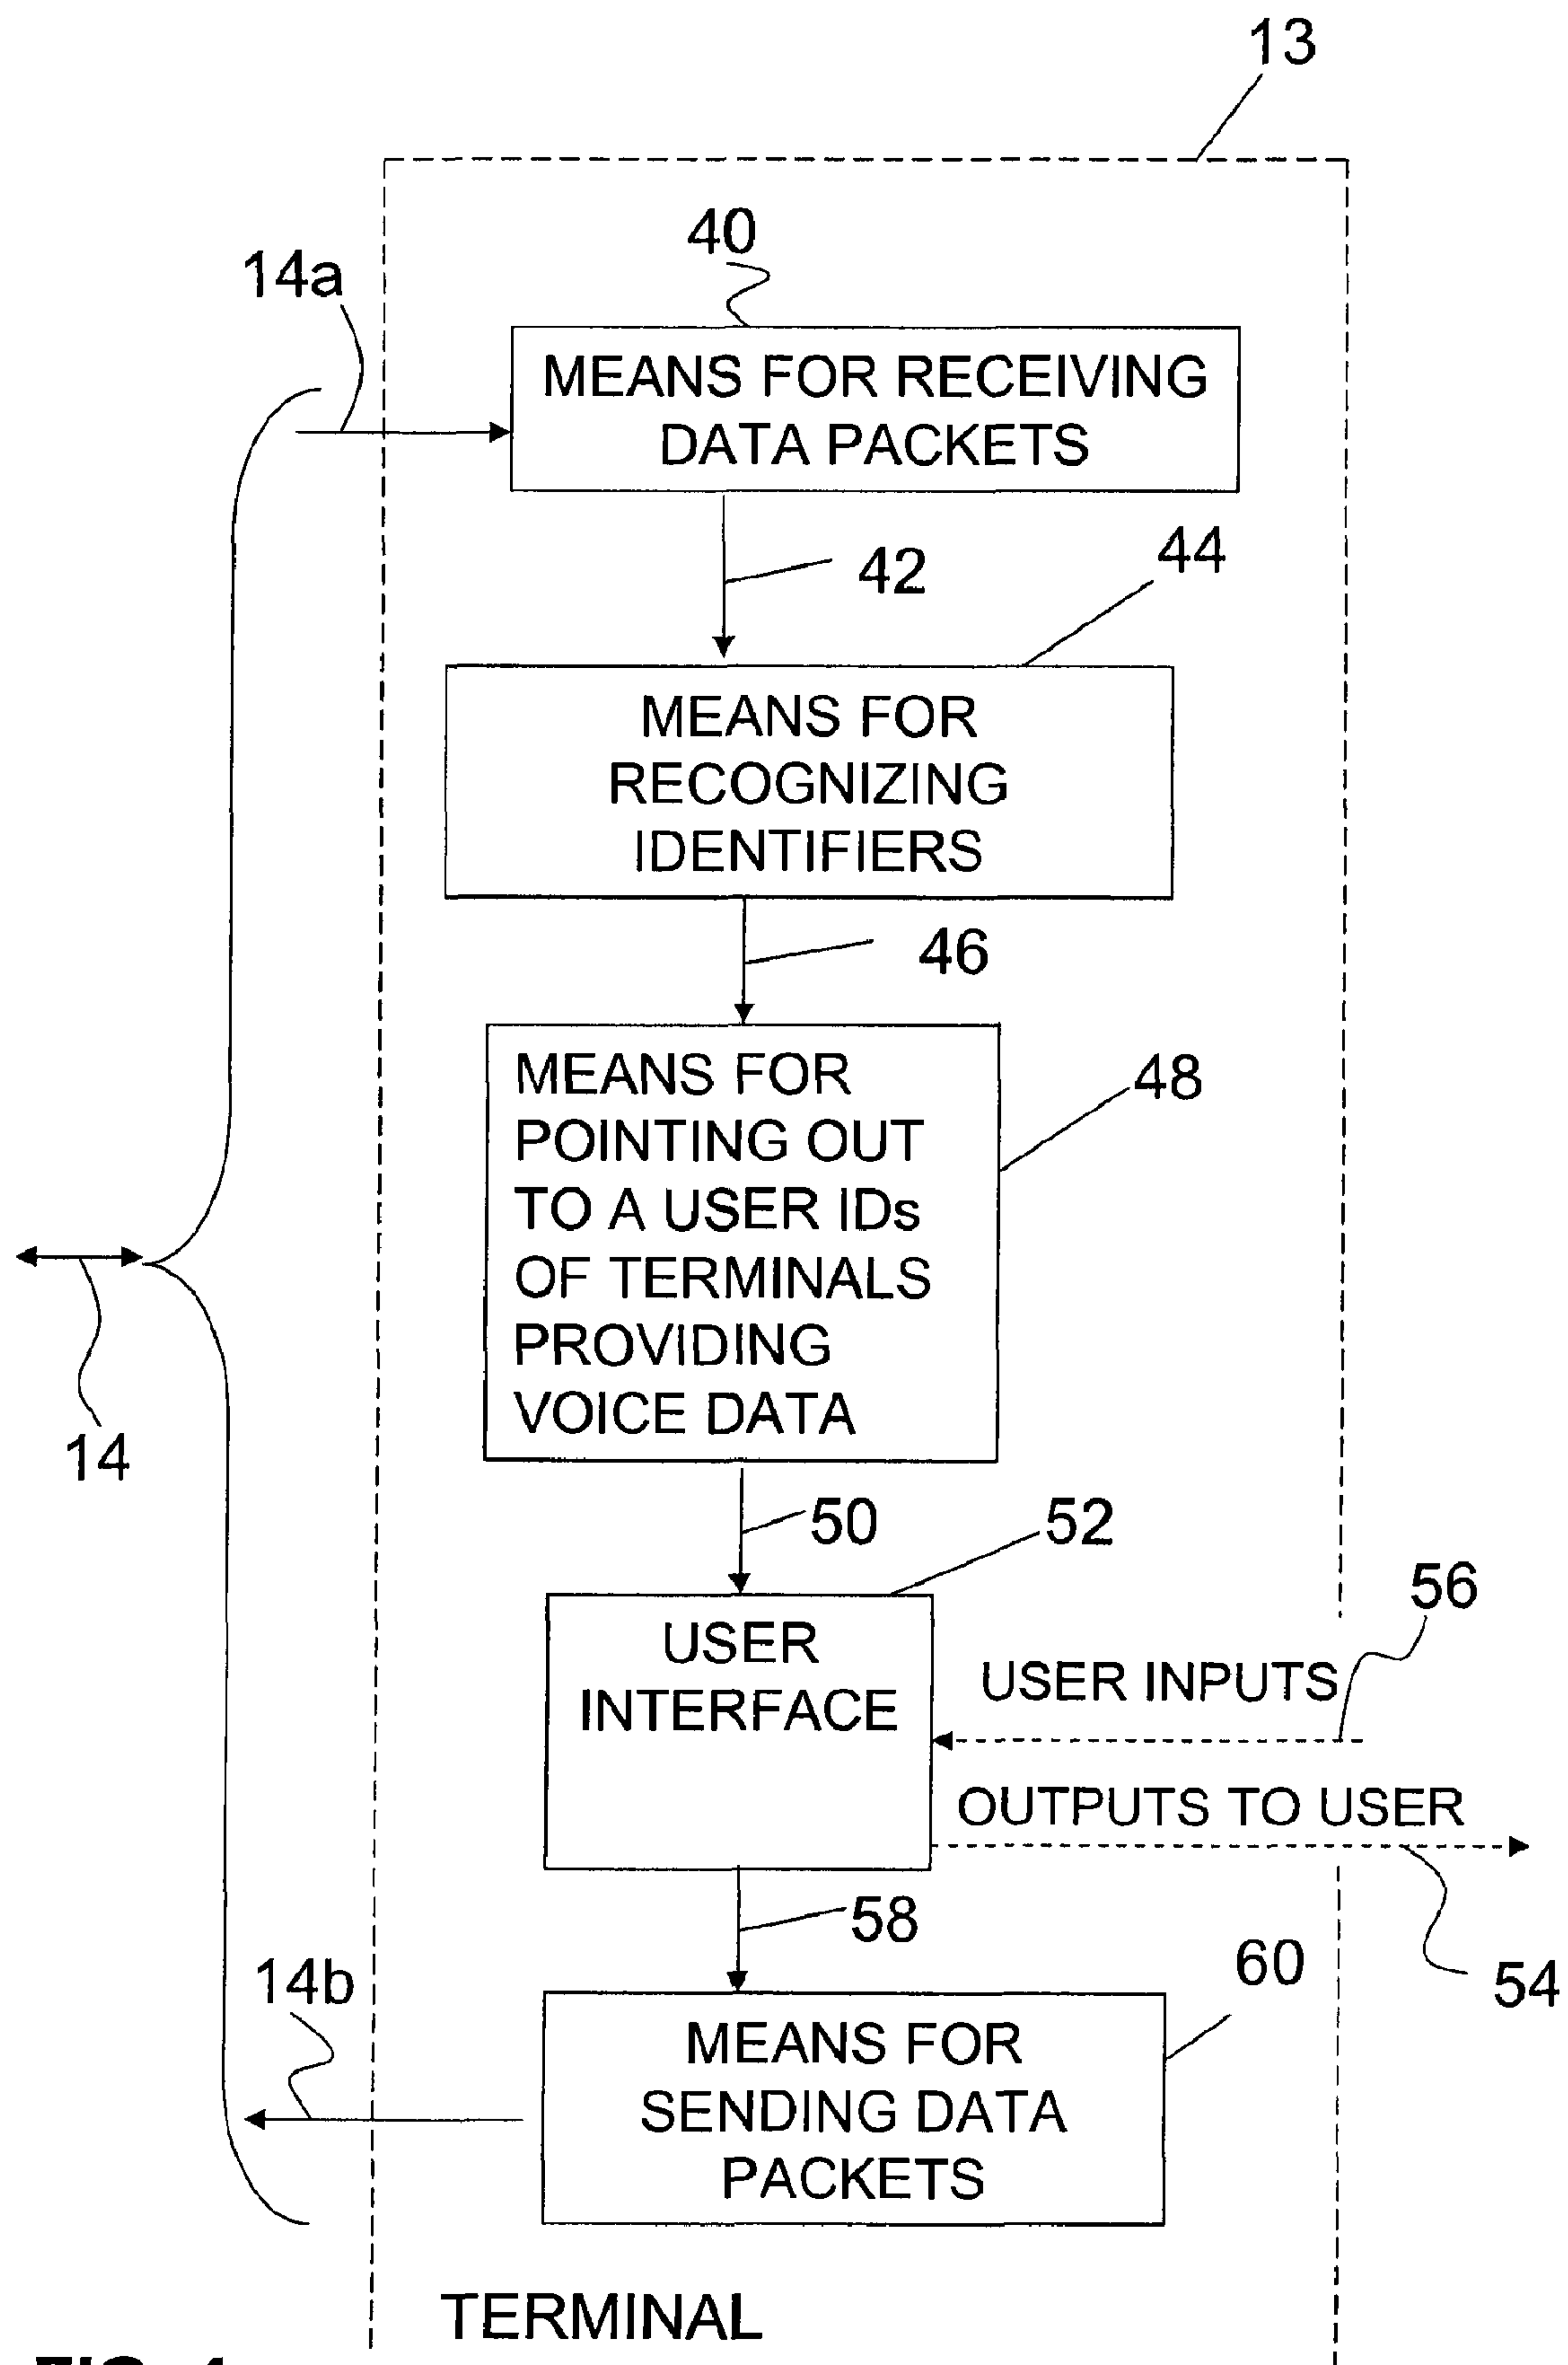 13
40
14a
MEANS FOR RECEIVING
DATA PACKETS
42
44
MEANS FOR
RECOGNIZING
IDENTIFIERS
46
MEANS FOR
POINTING OUT
TO A USER IDs
OF TERMINALS
PROVIDING
VOICE DATA
48
14
50
52
USER
INTERFACE
56
USER INPUTS
OUTPUTS TO USER
54
58
60
14b
MEANS FOR
SENDING DATA
PACKETS
TERMINAL